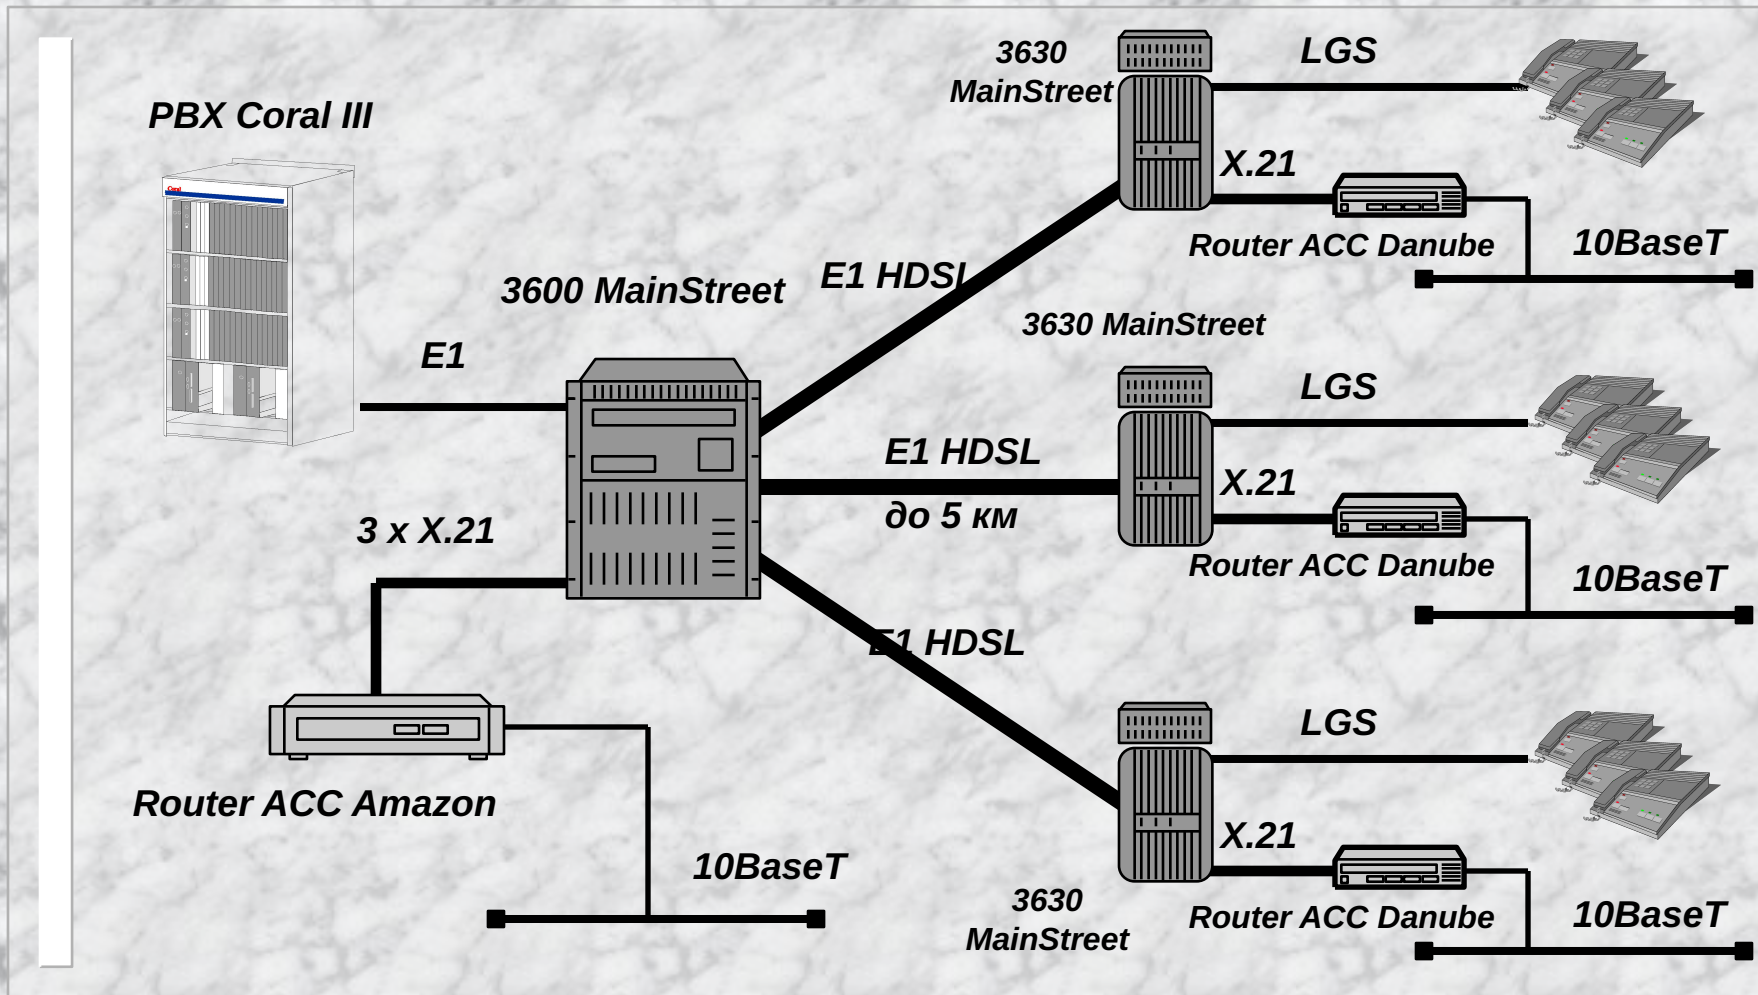 3630
MainStreet
LGS
PBX Coral III
X.21
Coral
Router ACC Danube
10BaseT
3600 MainStreet
E1 HDSL
3630 MainStreet
E1
LGS
E1 HDSL
X.21
до 5 км
3 x X.21
Router ACC Danube
10BaseT
E1 HDSL
LGS
Router ACC Amazon
X.21
10BaseT
3630
MainStreet
Router ACC Danube
10BaseT